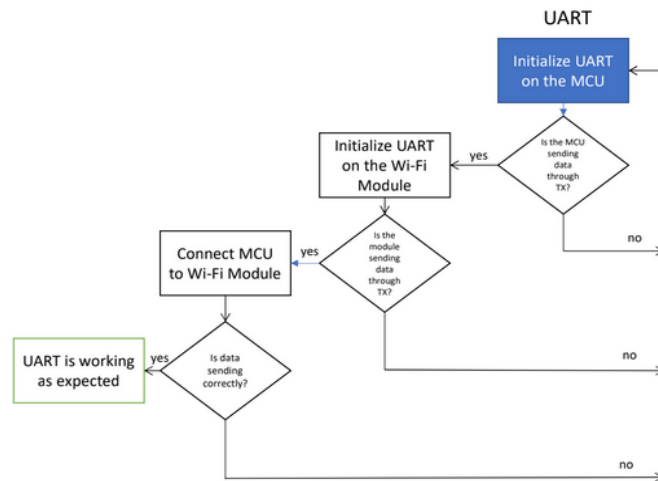 UART
Initialize UART
on the MCU
Is the MCU
sending
data
through
TX?
yes
no
Initialize UART
on the Wi-Fi
Module
Is the
module
sending
data
through
TX?
yes
no
Connect MCU
to Wi-Fi Module
Is data
sending
correctly?
yes
no
UART is working
as expected